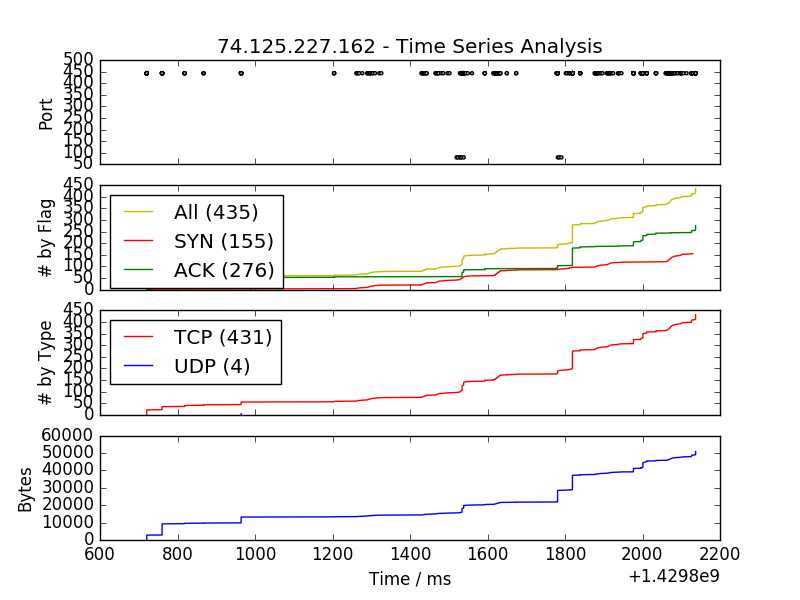 74.125.227.162 - Time Series Analysis
500
450
400
350
300
250
200
150
100
50
Port
450
400
350
300
250
200
150
100
50
0
# by Flag
All (435)
SYN (155)
ACK (276)
450
400
350
300
250
200
150
100
50
0
# by Type
TCP (431)
UDP (4)
60000
50000
40000
30000
20000
10000
0
Bytes
600 800 1000 1200 1400 1600 1800 2000 2200
Time / ms
+1.4298e9